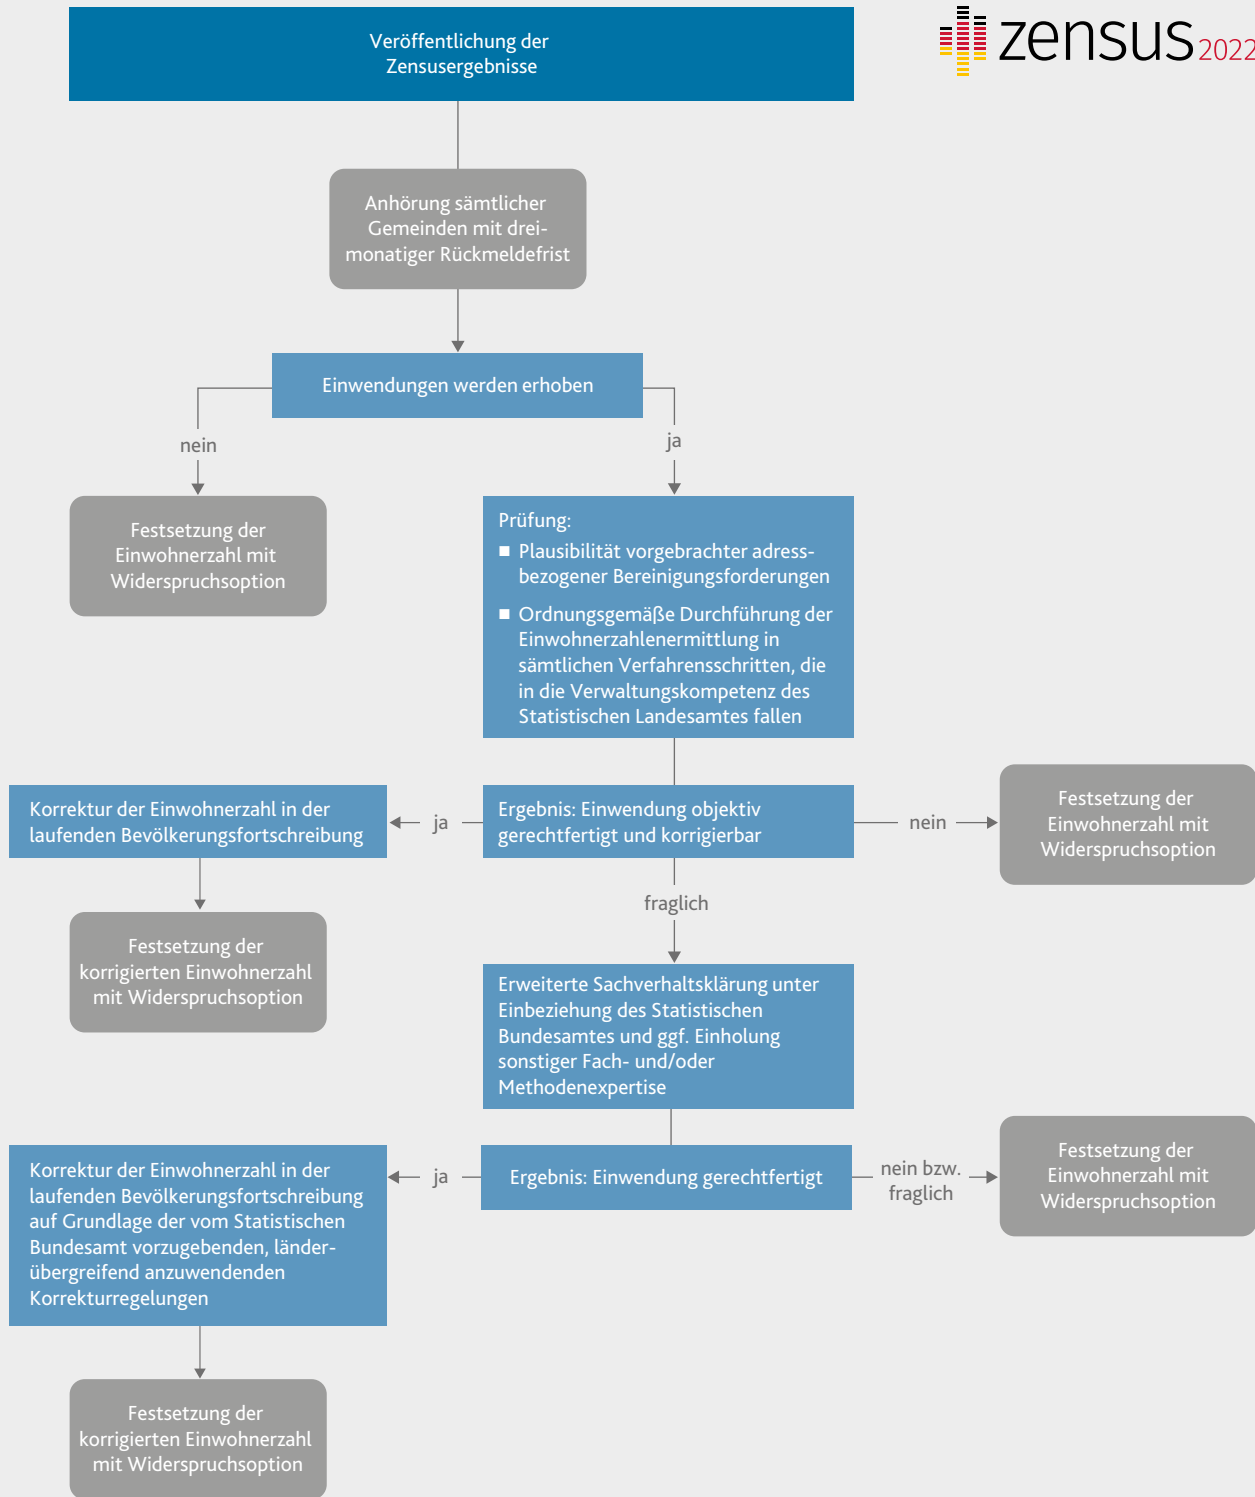 Veröffentlichung der
Zensusergebnisse
zensus 2022
Anhörung sämtlicher
Gemeinden mit drei-
monatiger Rückmeldefrist
Einwendungen werden erhoben
nein
ja
Festsetzung der
Einwohnerzahl mit
Widerspruchsoption
Prüfung:
■ Plausibilität vorgebrachter adress-
bezogener Bereinigungsforderungen
■ Ordnungsgemäße Durchführung der
Einwohnerzahlenermittlung in
sämtlichen Verfahrensschritten, die
in die Verwaltungskompetenz des
Statistischen Landesamtes fallen
Korrektur der Einwohnerzahl in der
laufenden Bevölkerungsfortschreibung
ja
Ergebnis: Einwendung objektiv
gerechtfertigt und korrigierbar
nein
Festsetzung der
Einwohnerzahl mit
Widerspruchsoption
fraglich
Festsetzung der
korrigierten Einwohnerzahl
mit Widerspruchsoption
Erweiterte Sachverhaltsklärung unter
Einbeziehung des Statistischen
Bundesamtes und ggf. Einholung
sonstiger Fach- und/oder
Methodenexpertise
Korrektur der Einwohnerzahl in der
laufenden Bevölkerungsfortschreibung
auf Grundlage der vom Statistischen
Bundesamt vorzugebenden, länder-
übergreifend anzuwendenden
Korrekturregelungen
ja
Ergebnis: Einwendung gerechtfertigt
nein bzw.
fraglich
Festsetzung der
Einwohnerzahl mit
Widerspruchsoption
Festsetzung der
korrigierten Einwohnerzahl
mit Widerspruchsoption